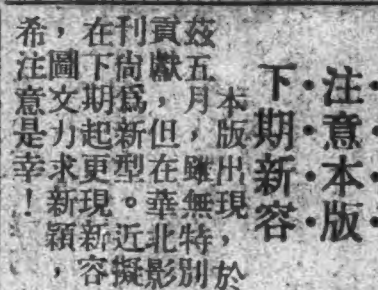 注意本版
下期新容
本版出現，於
茲五月，雖無特別
貢獻，但在華北影
刊尙爲新型。近擬
在下期起更現新容
，圖文力求新穎，
希注意是幸！